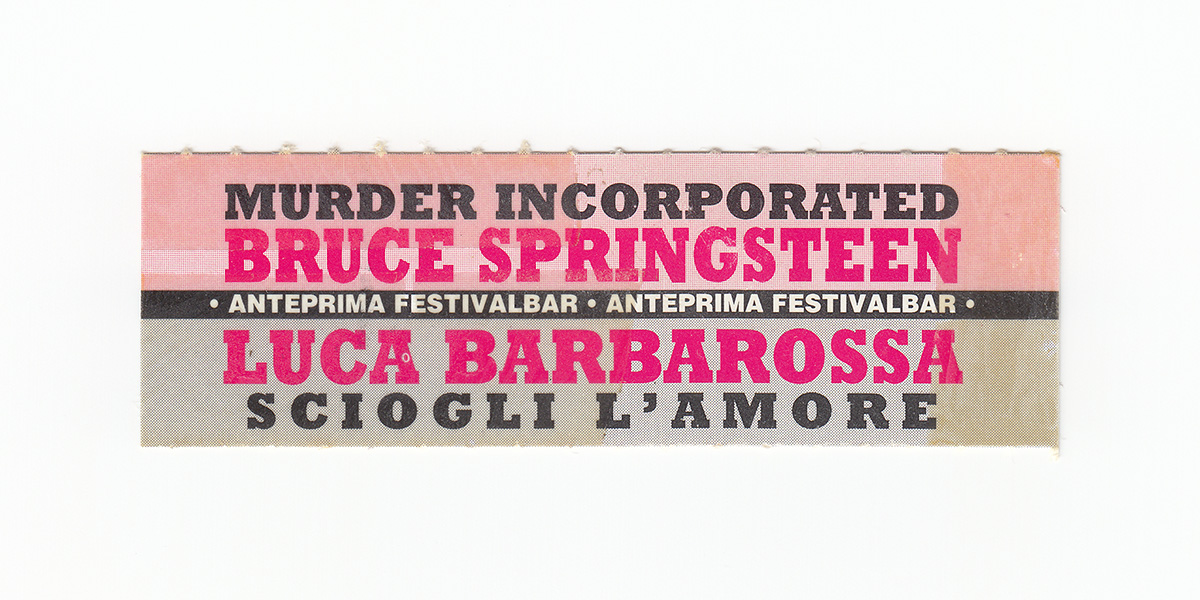 MURDER INCORPORATED
BRUCE SPRINGSTEEN
• ANTEPRIMA FESTIVALBAR • ANTEPRIMA FESTIVALBAR •
LUCA BARBAROSSA
SCIOGLI L'AMORE